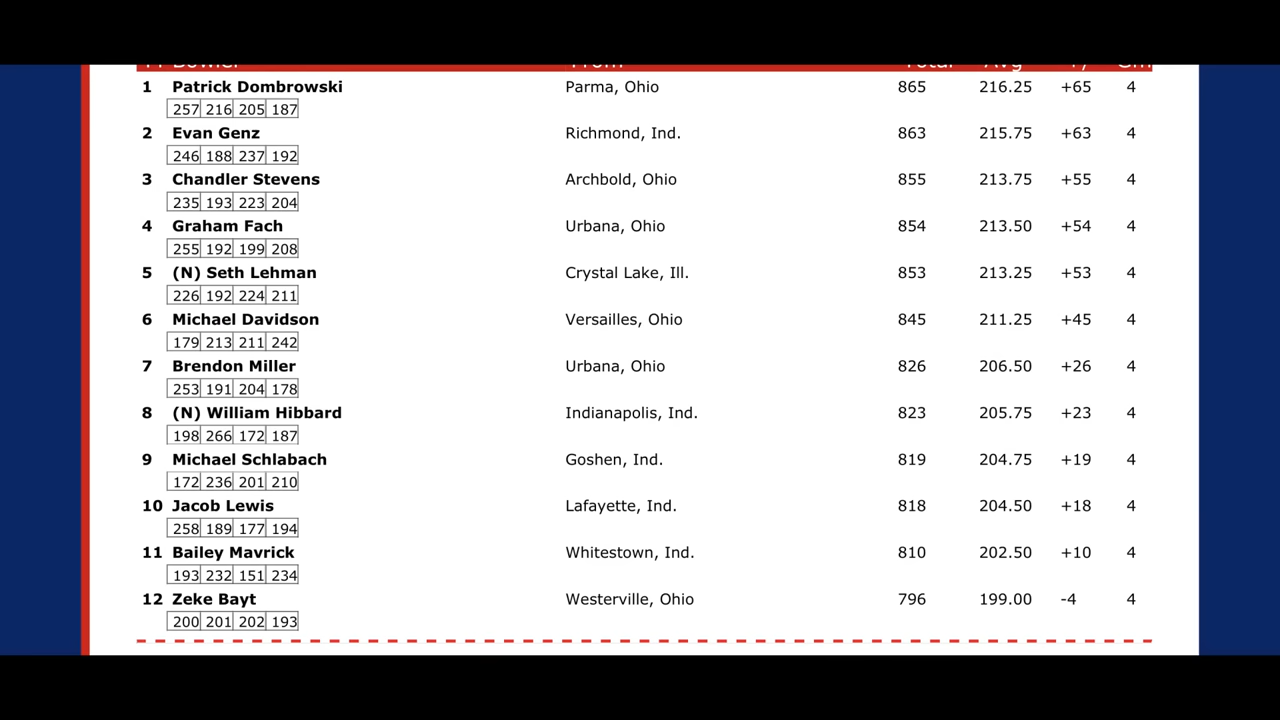 1 Patrick Dombrowski Parma, Ohio 865 216.25 +65 4
257 216 205 187
2 Evan Genz Richmond, Ind. 863 215.75 +63 4
246 188 237 192
3 Chandler Stevens Archbold, Ohio 855 213.75 +55 4
235 193 223 204
4 Graham Fach Urbana, Ohio 854 213.50 +54 4
255 192 199 208
5 (N) Seth Lehman Crystal Lake, Ill. 853 213.25 +53 4
226 192 224 211
6 Michael Davidson Versailles, Ohio 845 211.25 +45 4
179 213 211 242
7 Brendon Miller Urbana, Ohio 826 206.50 +26 4
253 191 204 178
8 (N) William Hibbard Indianapolis, Ind. 823 205.75 +23 4
198 266 172 187
9 Michael Schlabach Goshen, Ind. 819 204.75 +19 4
172 236 201 210
10 Jacob Lewis Lafayette, Ind. 818 204.50 +18 4
258 189 177 194
11 Bailey Mavrick Whitestown, Ind. 810 202.50 +10 4
193 232 151 234
12 Zeke Bayt Westerville, Ohio 796 199.00 -4 4
200 201 202 193